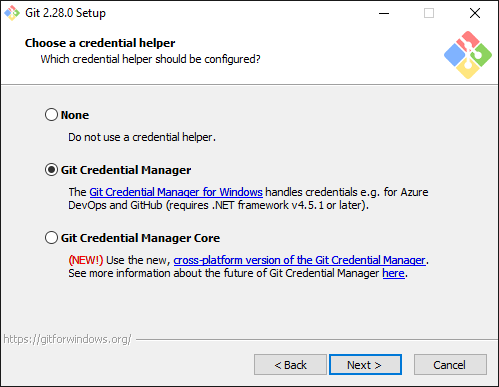 Git 2.28.0 Setup
Choose a credential helper
Which credential helper should be configured?
None
Do not use a credential helper.
Git Credential Manager
The Git Credential Manager for Windows handles credentials e.g. for Azure
DevOps and GitHub (requires .NET framework v4.5.1 or later).
Git Credential Manager Core
(NEW!) Use the new, cross-platform version of the Git Credential Manager.
See more information about the future of Git Credential Manager here.
https://gitforwindows.org/
< Back
Next >
Cancel